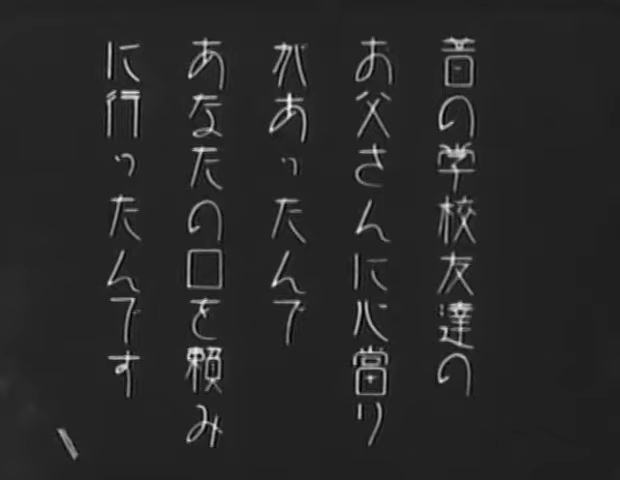 昔の学校友達の
お父さんに心當り
があったんで
あなたの口を頼み
に行ったんです